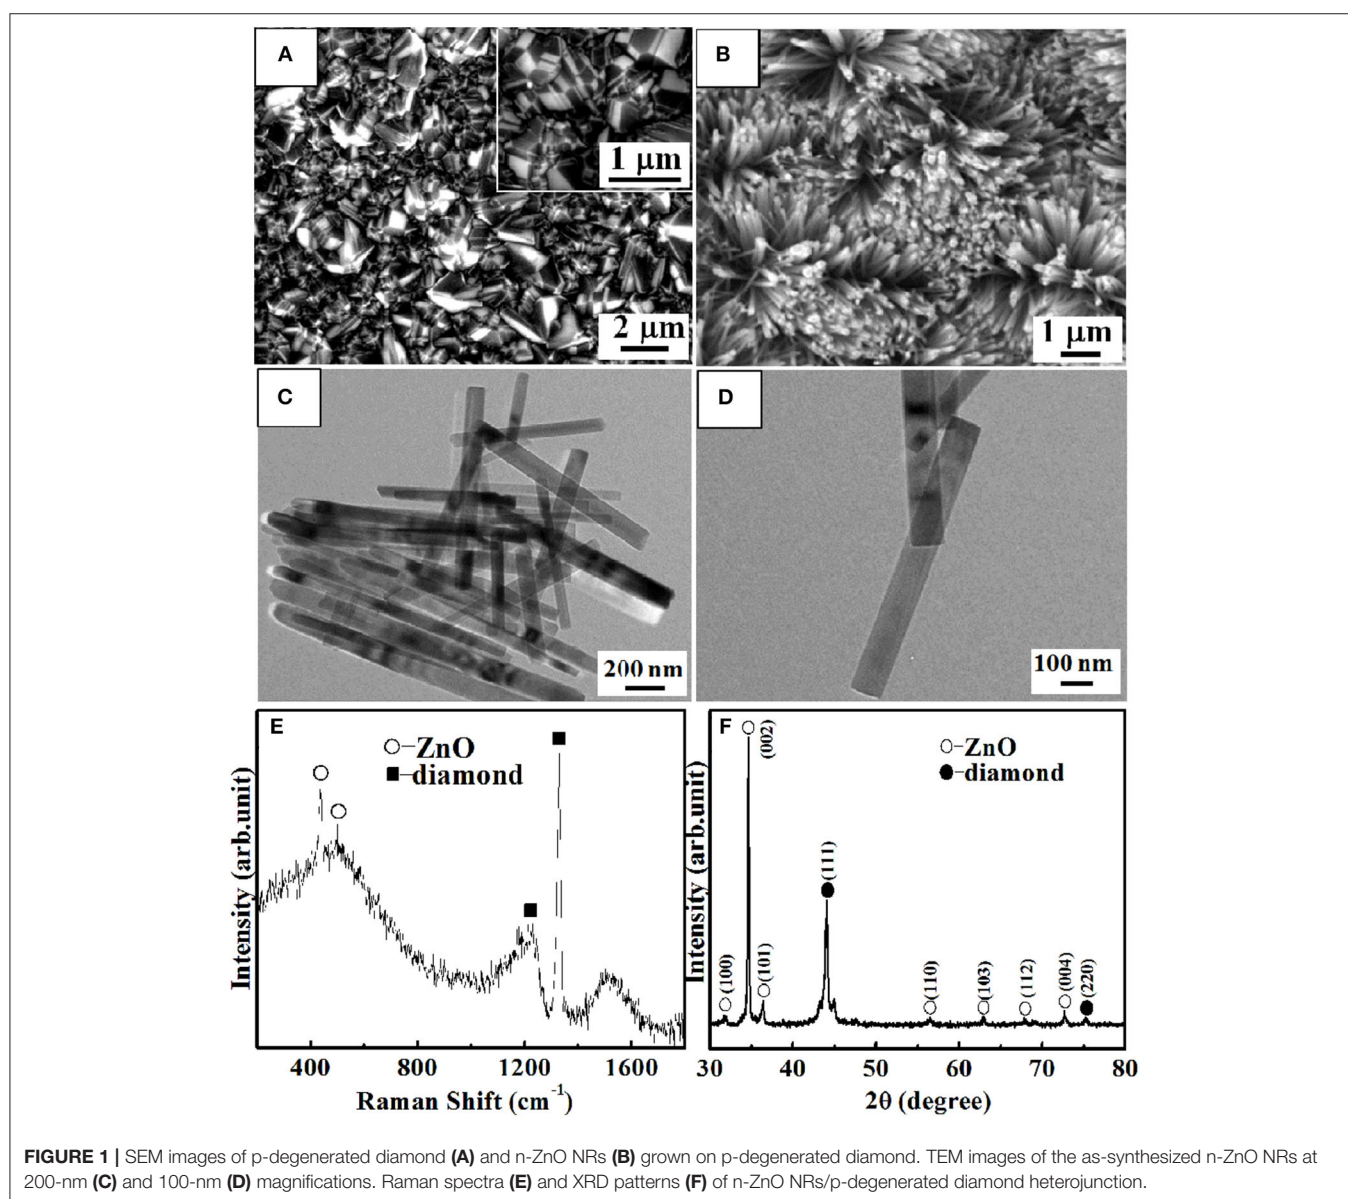 A
1 μm
2 μm
B
1 μm
C
200 nm
D
100 nm
E
ZnO
diamond
Intensity (arb.unit)
400 800 1200 1600
Raman Shift (cm⁻¹)
F
ZnO
diamond
Intensity (arb.unit)
(100)
(002)
(101)
(111)
(110)
(103)
(112)
(004)
(220)
30 40 50 60 70 80
2θ (degree)
FIGURE 1 | SEM images of p-degenerated diamond (A) and n-ZnO NRs (B) grown on p-degenerated diamond. TEM images of the as-synthesized n-ZnO NRs at
200-nm (C) and 100-nm (D) magnifications. Raman spectra (E) and XRD patterns (F) of n-ZnO NRs/p-degenerated diamond heterojunction.